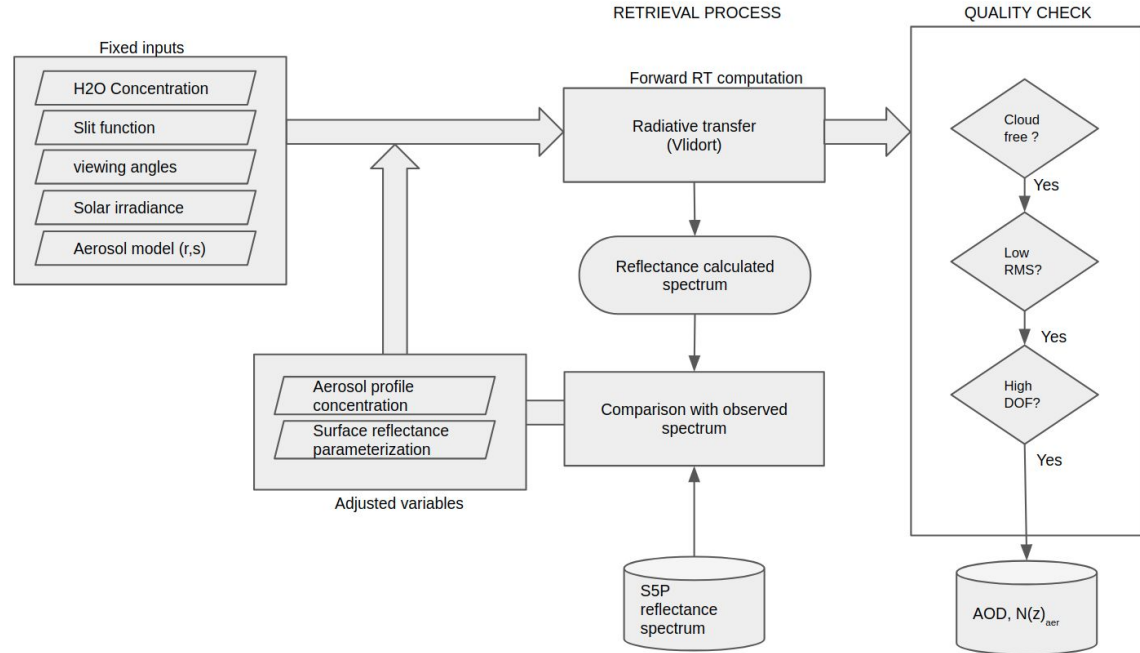 RETRIEVAL PROCESS
QUALITY CHECK
Fixed inputs
H2O Concentration
Slit function
viewing angles
Solar irradiance
Aerosol model (r,s)
Forward RT computation
Radiative transfer
(Vlidort)
Reflectance calculated
spectrum
Comparison with observed
spectrum
Aerosol profile
concentration
Surface reflectance
parameterization
Adjusted variables
S5P
reflectance
spectrum
Cloud
free ?
Yes
Low
RMS?
Yes
High
DOF?
Yes
AOD, N(z)aer